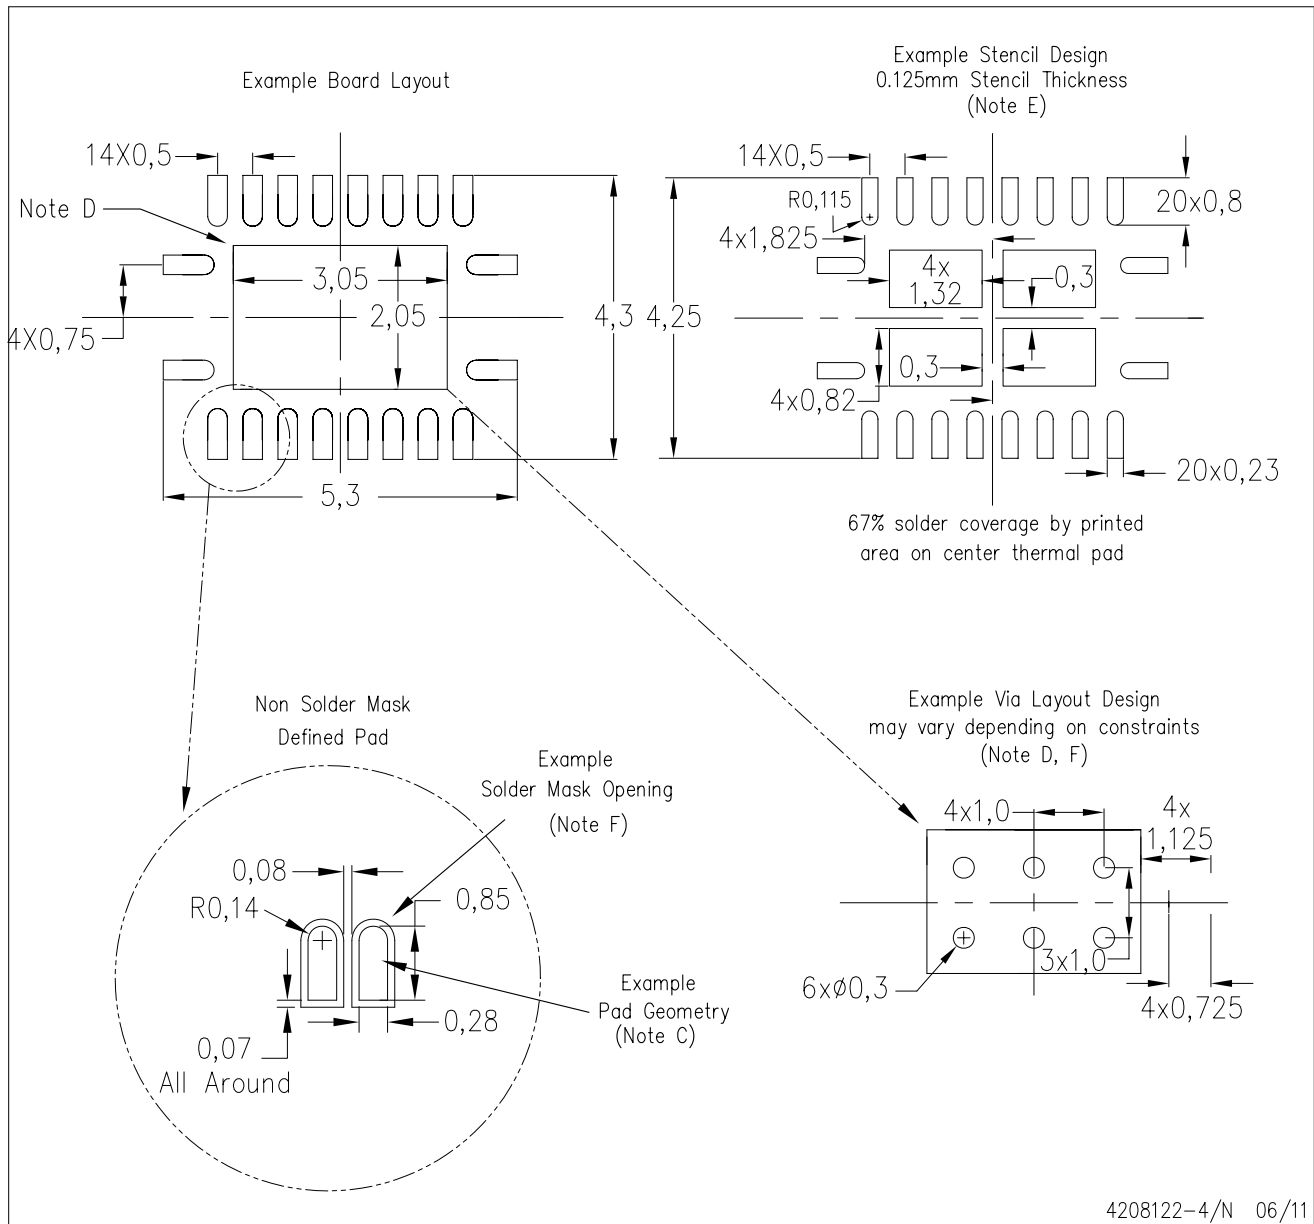 Example Board Layout
14X0,5
Note D
3,05
2,05
4X0,75
4,3
5,3
Example Stencil Design
0.125mm Stencil Thickness
(Note E)
14X0,5
R0,115
4x1,825
20x0,8
4x
1,32
0,3
4,25
0,3
4x0,82
20x0,23
67% solder coverage by printed
area on center thermal pad
Non Solder Mask
Defined Pad
Example
Solder Mask Opening
(Note F)
0,08
R0,14
0,85
0,28
0,07
All Around
Example
Pad Geometry
(Note C)
Example Via Layout Design
may vary depending on constraints
(Note D, F)
4x1,0
4x
1,125
3x1,0
6xø0,3
4x0,725
4208122-4/N 06/11